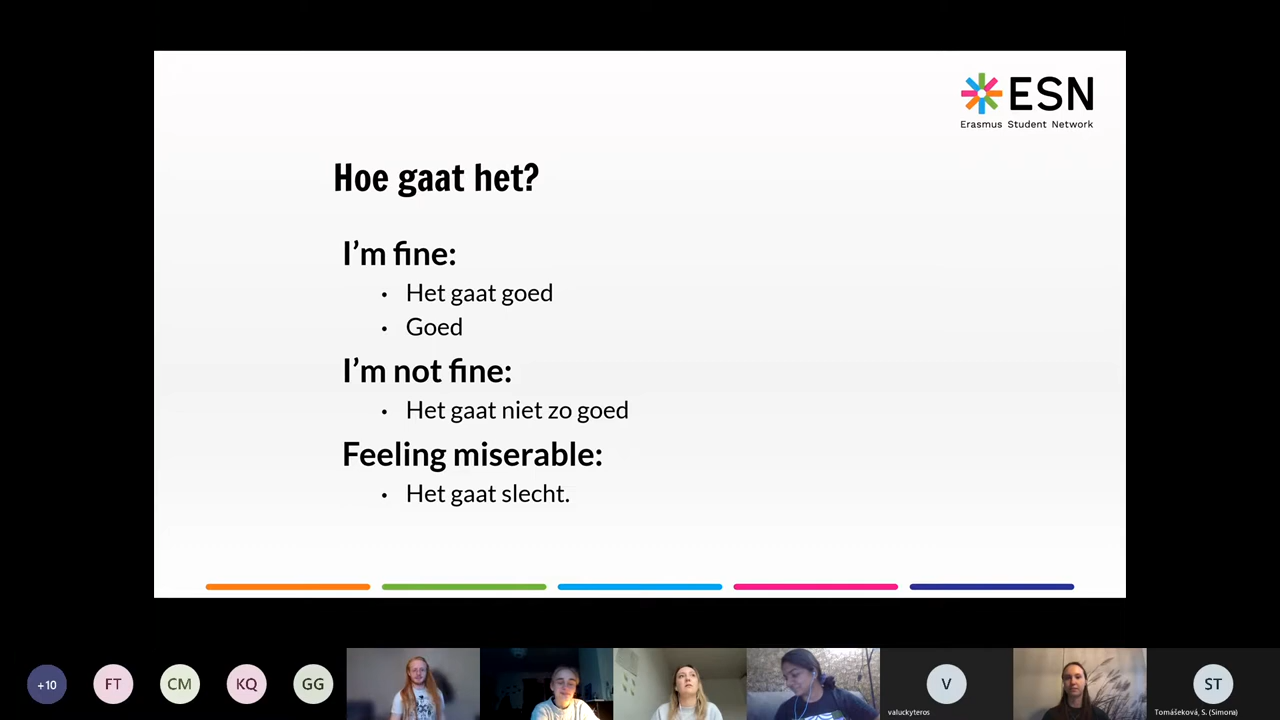 ESN
Erasmus Student Network
Hoe gaat het?
I’m fine:
• Het gaat goed
• Goed
I’m not fine:
• Het gaat niet zo goed
Feeling miserable:
• Het gaat slecht.
+10
FT
CM
KQ
GG
V
valuckyteros
ST
Tomášeková, S. (Simona)